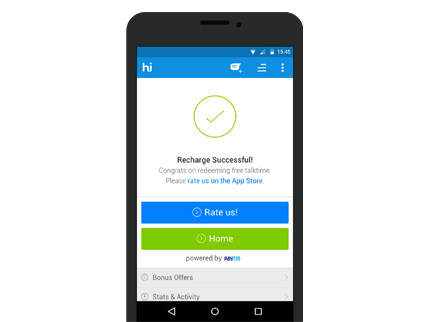 15:45
hi
Recharge Successful!
Congrats on redeeming free talktime
Please rate us on the App Store.
Rate us!
Home
powered by Paytm
Bonus Offers
Stats & Activity